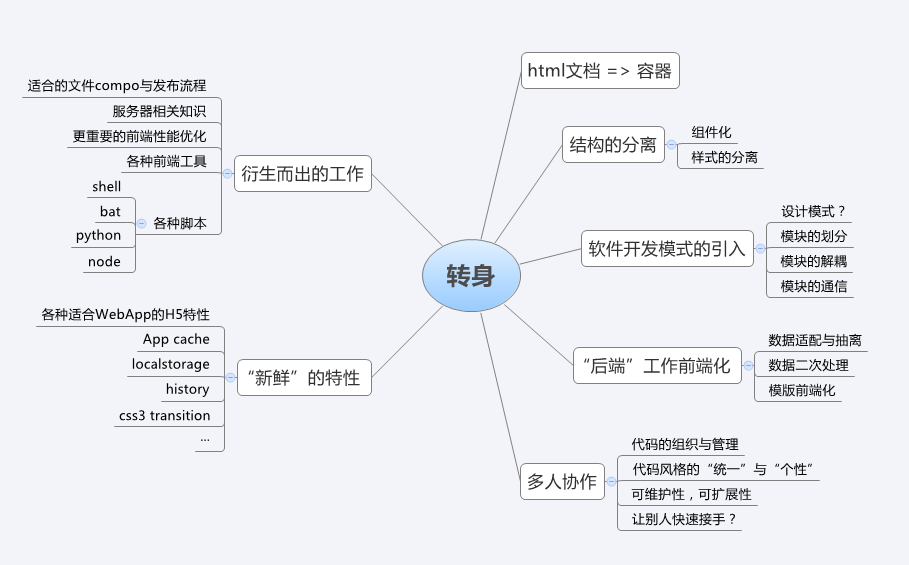 转身
html文档 => 容器
结构的分离
组件化
样式的分离
软件开发模式的引入
设计模式？
模块的划分
模块的解耦
模块的通信
“后端”工作前端化
数据适配与抽离
数据二次处理
模版前端化
多人协作
代码的组织与管理
代码风格的“统一”与“个性”
可维护性，可扩展性
让别人快速接手？
衍生而出的工作
适合的文件compo与发布流程
服务器相关知识
更重要的前端性能优化
各种前端工具
各种脚本
shell
bat
python
node
“新鲜”的特性
各种适合WebApp的H5特性
App cache
localstorage
history
css3 transition
...